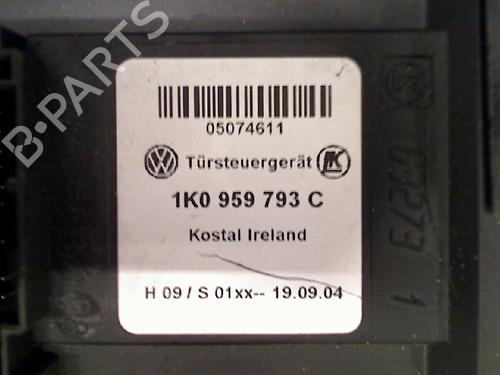 05074611
Türsteuergerät
1K0 959 793 C
Kostal Ireland
H 09 / S 01xx-- 19.09.04
B-PARTS